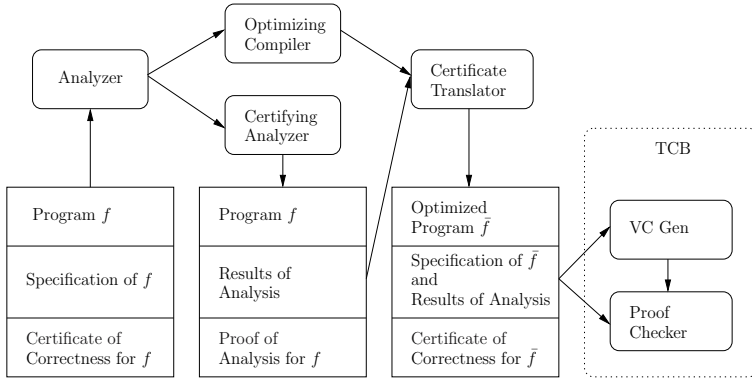 Analyzer
Optimizing
Compiler
Certifying
Analyzer
Certificate
Translator
TCB
Program f
Specification of f
Certificate of
Correctness for f
Program f
Results of
Analysis
Proof of
Analysis for f
Optimized
Program f̄
Specification of f̄
and
Results of Analysis
Certificate of
Correctness for f̄
VC Gen
Proof
Checker